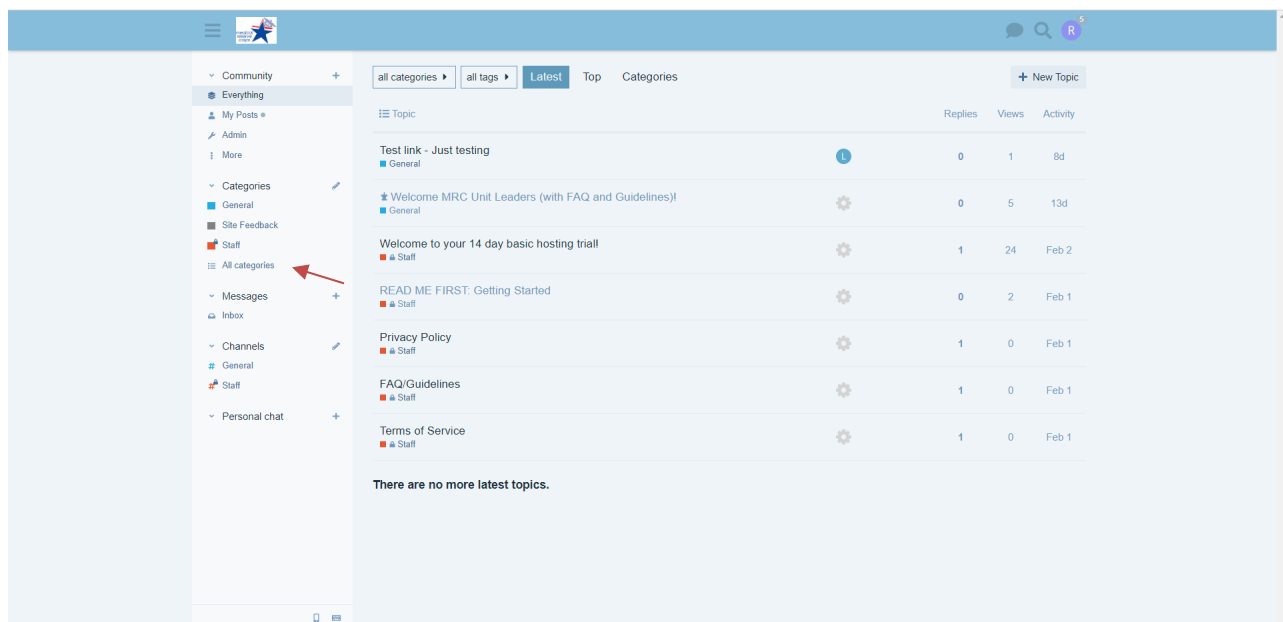 R
5
Community
Everything
My Posts
Admin
More
Categories
General
Site Feedback
Staff
All categories
Messages
Inbox
Channels
General
Staff
Personal chat
all categories all tags Latest Top Categories
+ New Topic
Topic Replies Views Activity
Test link - Just testing L 0 1 8d
General
Welcome MRC Unit Leaders (with FAQ and Guidelines)! 0 5 13d
General
Welcome to your 14 day basic hosting trial! 1 24 Feb 2
Staff
READ ME FIRST: Getting Started 0 2 Feb 1
Staff
Privacy Policy 1 0 Feb 1
Staff
FAQ/Guidelines 1 0 Feb 1
Staff
Terms of Service 1 0 Feb 1
Staff
There are no more latest topics.